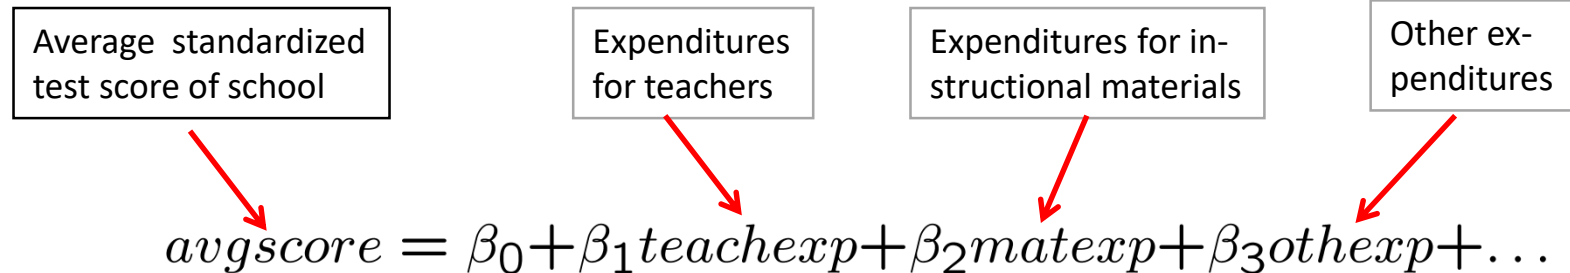 Average standardized
test score of school
Expenditures
for teachers
Expenditures for in-
structional materials
Other ex-
penditures
avgscore = β₀+β₁teachexp+β₂matexp+β₃othexp+...